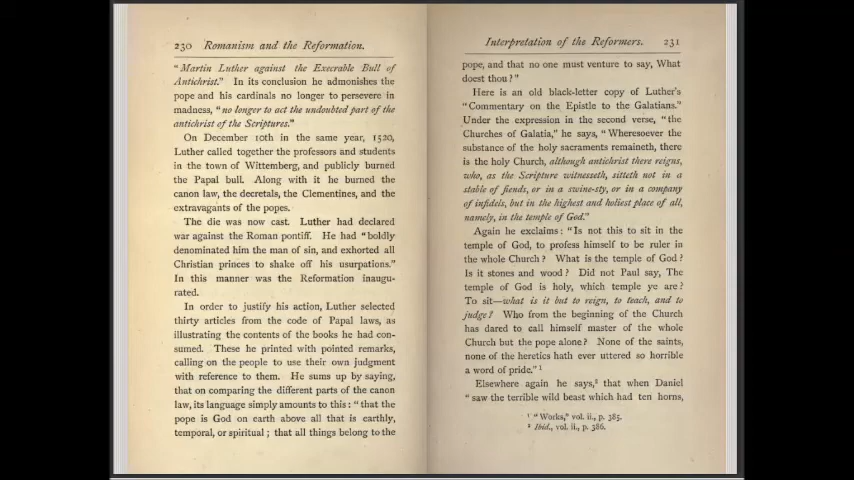 230 Romanism and the Reformation.
"Martin Luther against the Execrable Bull of
Antichrist." In its conclusion he admonishes the
pope and his cardinals no longer to persevere in
madness, "no longer to act the undoubted part of the
antichrist of the Scriptures."
On December 10th in the same year, 1520,
Luther called together the professors and students
in the town of Wittemberg, and publicly burned
the Papal bull. Along with it he burned the
canon law, the decretals, the Clementines, and the
extravagants of the popes.
The die was now cast. Luther had declared
war against the Roman pontiff. He had "boldly
denominated him the man of sin, and exhorted all
Christian princes to shake off his usurpations."
In this manner was the Reformation inaugu-
rated.
In order to justify his action, Luther selected
thirty articles from the code of Papal laws, as
illustrating the contents of the books he had con-
sumed. These he printed with pointed remarks,
calling on the people to use their own judgment
with reference to them. He sums up by saying,
that on comparing the different parts of the canon
law, its language simply amounts to this: "that the
pope is God on earth above all that is earthly,
temporal, or spiritual; that all things belong to the
Interpretation of the Reformers. 231
pope, and that no one must venture to say, What
doest thou?"
Here is an old black-letter copy of Luther's
"Commentary on the Epistle to the Galatians."
Under the expression in the second verse, "the
Churches of Galatia," he says, "Wheresoever the
substance of the holy sacraments remaineth, there
is the holy Church, although antichrist there reigns,
who, as the Scripture witnesseth, sitteth not in a
stable of fiends, or in a swine-sty, or in a company
of infidels, but in the highest and holiest place of all,
namely, in the temple of God."
Again he exclaims: "Is not this to sit in the
temple of God, to profess himself to be ruler in
the whole Church? What is the temple of God?
Is it stones and wood? Did not Paul say, The
temple of God is holy, which temple ye are?
To sit—what is it but to reign, to teach, and to
judge? Who from the beginning of the Church
has dared to call himself master of the whole
Church but the pope alone? None of the saints,
none of the heretics hath ever uttered so horrible
a word of pride." ¹
Elsewhere again he says,² that when Daniel
"saw the terrible wild beast which had ten horns,
¹ "Works," vol. ii., p. 385.
² Ibid., vol. ii., p. 386.